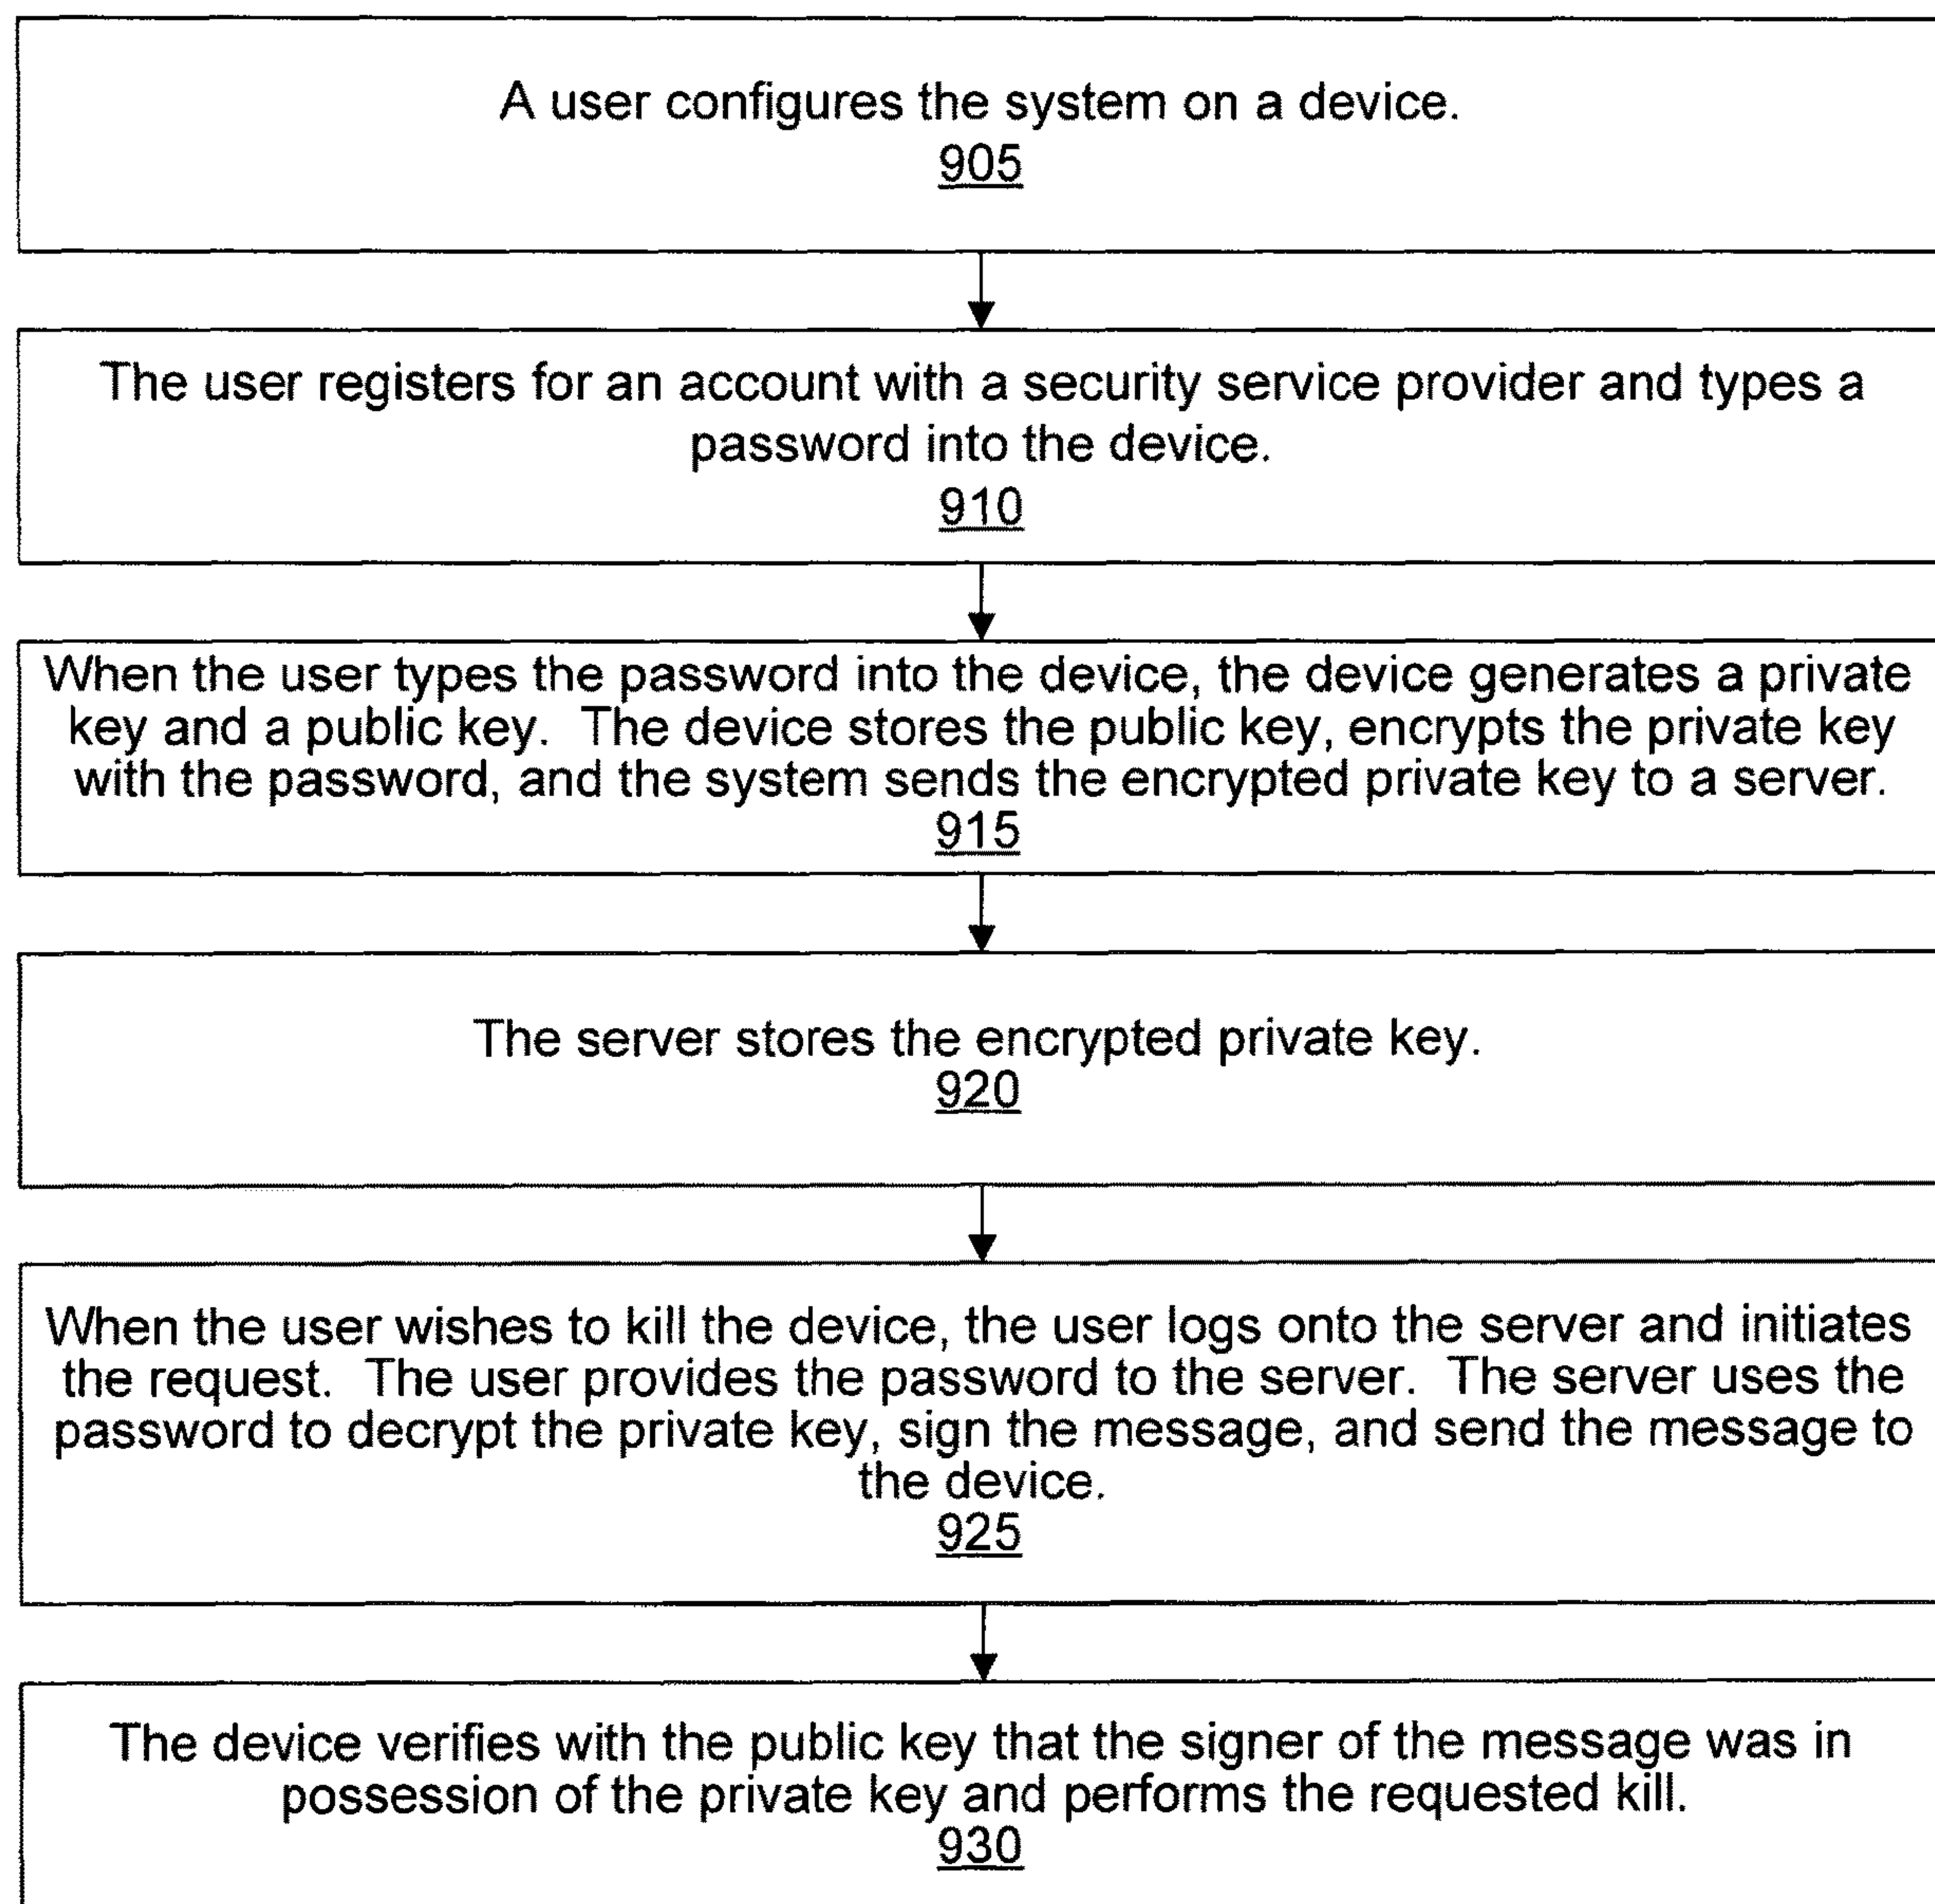 A user configures the system on a device.
905
The user registers for an account with a security service provider and types a
password into the device.
910
When the user types the password into the device, the device generates a private
key and a public key.  The device stores the public key, encrypts the private key
with the password, and the system sends the encrypted private key to a server.
915
The server stores the encrypted private key.
920
When the user wishes to kill the device, the user logs onto the server and initiates
the request.  The user provides the password to the server.  The server uses the
password to decrypt the private key, sign the message, and send the message to
the device.
925
The device verifies with the public key that the signer of the message was in
possession of the private key and performs the requested kill.
930